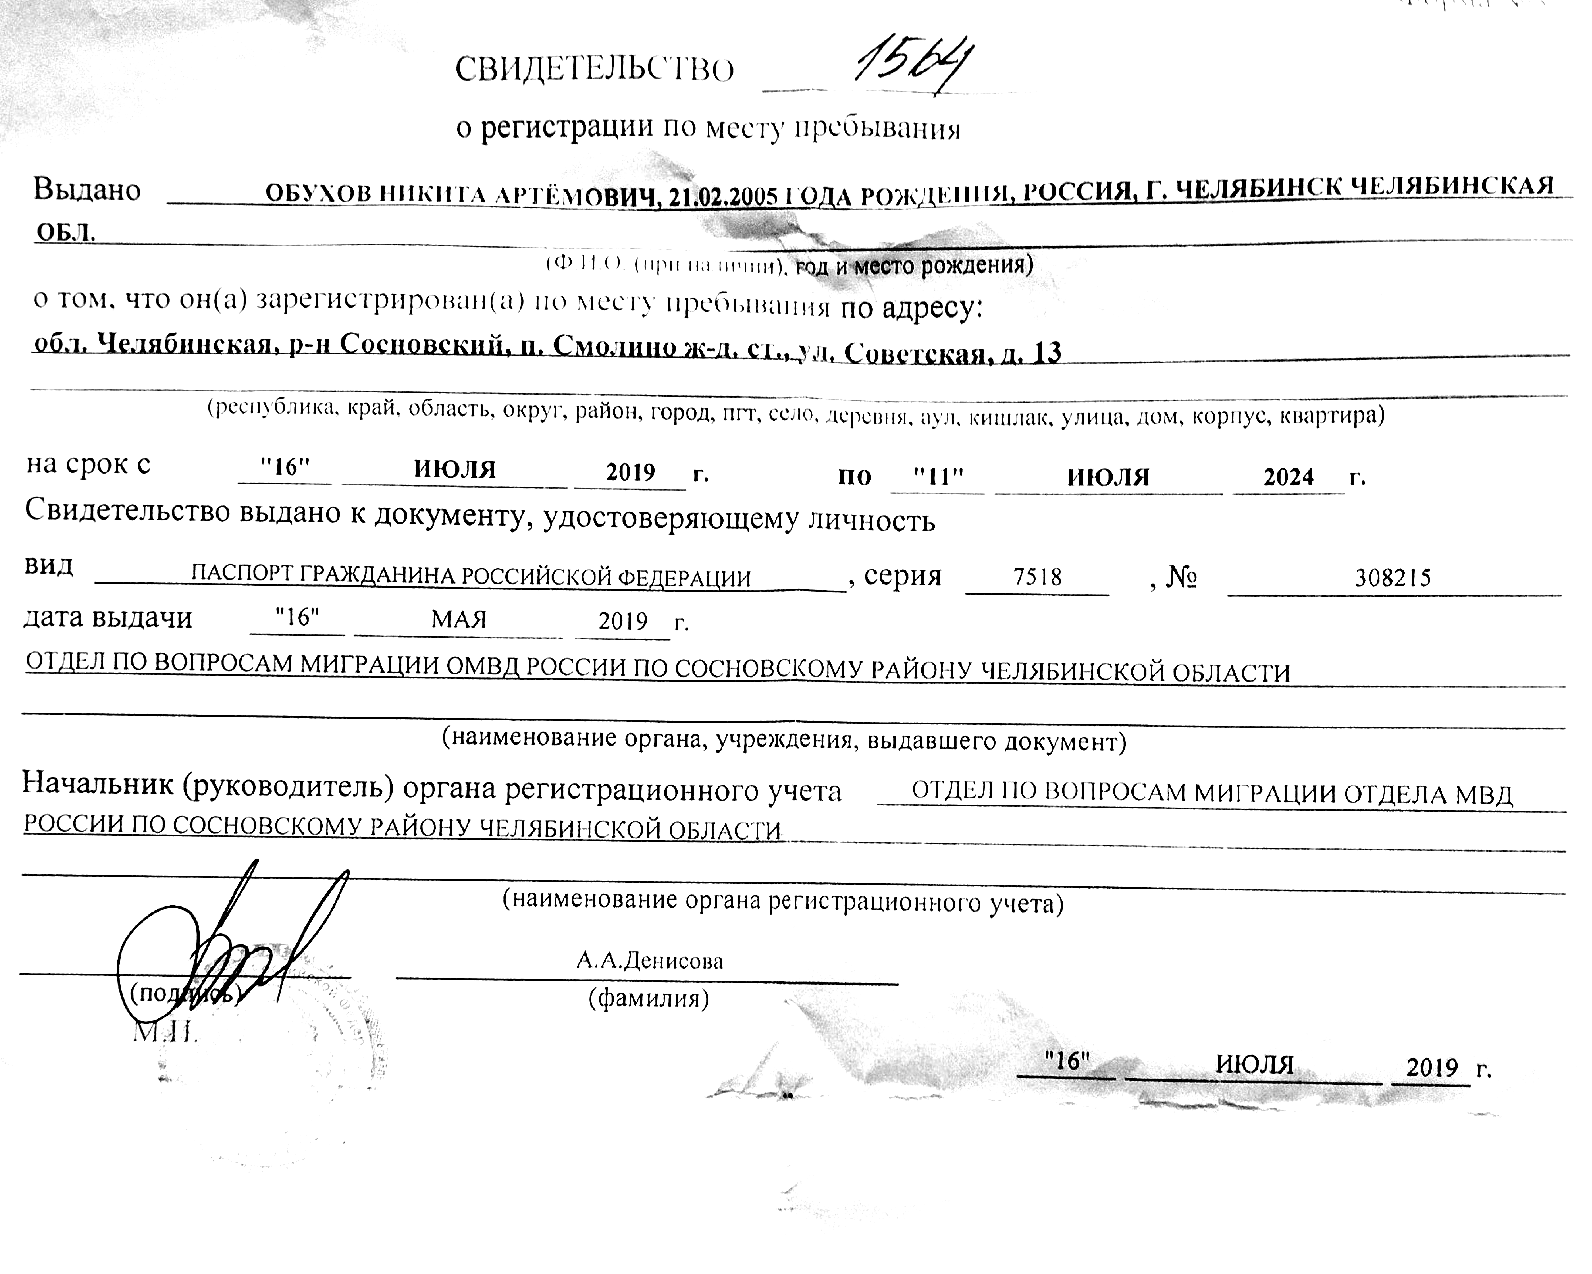 СВИДЕТЕЛЬСТВО 1564
о регистрации по месту пребывания
Выдано ОБУХОВ НИКИТА АРТЁМОВИЧ, 21.02.2005 ГОДА РОЖДЕНИЯ, РОССИЯ, Г. ЧЕЛЯБИНСК ЧЕЛЯБИНСКАЯ
ОБЛ.
(Ф.И.О. (при наличии), год и место рождения)
о том, что он(а) зарегистрирован(а) по месту пребывания по адресу:
обл. Челябинская, р-н Сосновский, п. Смолино ж-д. ст., ул. Советская, д. 13
(республика, край, область, округ, район, город, пгт, село, деревня, аул, кишлак, улица, дом, корпус, квартира)
на срок с "16" ИЮЛЯ 2019 г. по "11" ИЮЛЯ 2024 г.
Свидетельство выдано к документу, удостоверяющему личность
вид ПАСПОРТ ГРАЖДАНИНА РОССИЙСКОЙ ФЕДЕРАЦИИ , серия 7518 , № 308215
дата выдачи "16" МАЯ 2019 г.
ОТДЕЛ ПО ВОПРОСАМ МИГРАЦИИ ОМВД РОССИИ ПО СОСНОВСКОМУ РАЙОНУ ЧЕЛЯБИНСКОЙ ОБЛАСТИ
(наименование органа, учреждения, выдавшего документ)
Начальник (руководитель) органа регистрационного учета ОТДЕЛ ПО ВОПРОСАМ МИГРАЦИИ ОТДЕЛА МВД
РОССИИ ПО СОСНОВСКОМУ РАЙОНУ ЧЕЛЯБИНСКОЙ ОБЛАСТИ
(наименование органа регистрационного учета)
А.А.Денисова
(подпись) (фамилия)
М.П.
"16" ИЮЛЯ 2019 г.